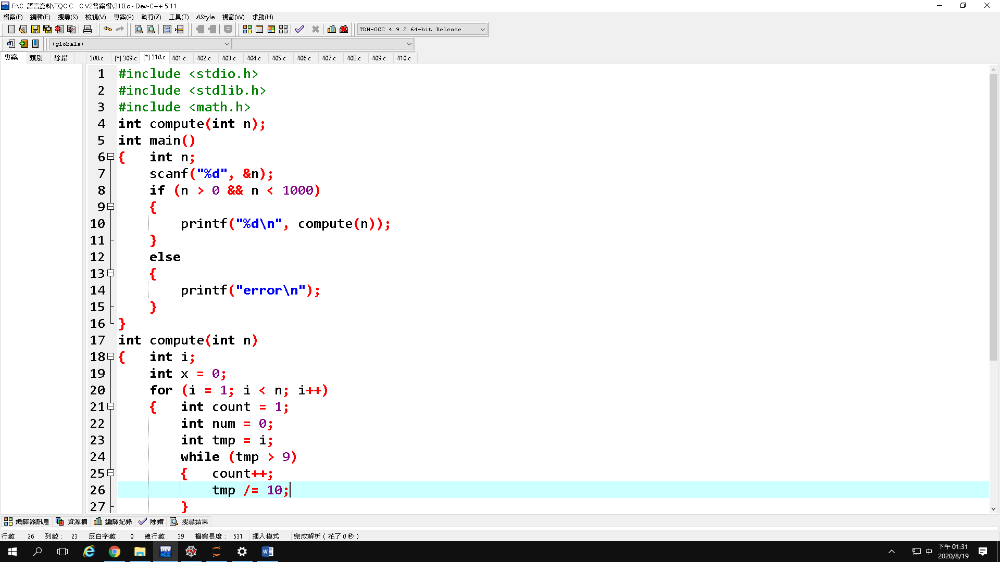 F:\C 語言資料\TQC C   C V2答案檔\310.c - Dev-C++ 5.11
檔案(F) 編輯(E) 搜尋(S) 檢視(V) 專案(P) 執行(Z) 工具(T) AStyle 視窗(W) 求助(H)
TDM-GCC 4.9.2 64-bit Release
(globals)
專案 類別 除錯 308.c [*] 309.c [*] 310.c 401.c 402.c 403.c 404.c 405.c 406.c 407.c 408.c 409.c 410.c
1 #include <stdio.h>
2 #include <stdlib.h>
3 #include <math.h>
4 int compute(int n);
5 int main()
6 {   int n;
7     scanf("%d", &n);
8     if (n > 0 && n < 1000)
9     {
10         printf("%d\n", compute(n));
11     }
12     else
13     {
14         printf("error\n");
15     }
16 }
17 int compute(int n)
18 {   int i;
19     int x = 0;
20     for (i = 1; i < n; i++)
21     {   int count = 1;
22         int num = 0;
23         int tmp = i;
24         while (tmp > 9)
25         {   count++;
26             tmp /= 10;
27         }
編譯器訊息 資源檔 編譯紀錄 除錯 搜尋結果
行數： 26 列數： 23 反白字數： 0 總行數： 39 檔案長度： 531 插入模式 完成解析 ( 花了 0 秒 )
DEV
中
下午 01:31
2020/8/19